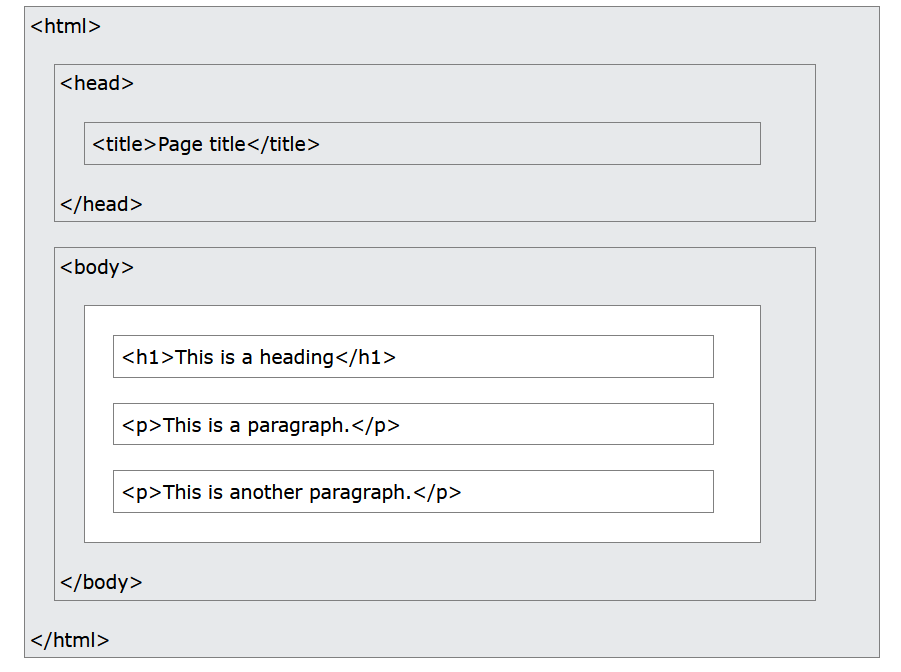 <html>
<head>
<title>Page title</title>
</head>
<body>
<h1>This is a heading</h1>
<p>This is a paragraph.</p>
<p>This is another paragraph.</p>
</body>
</html>